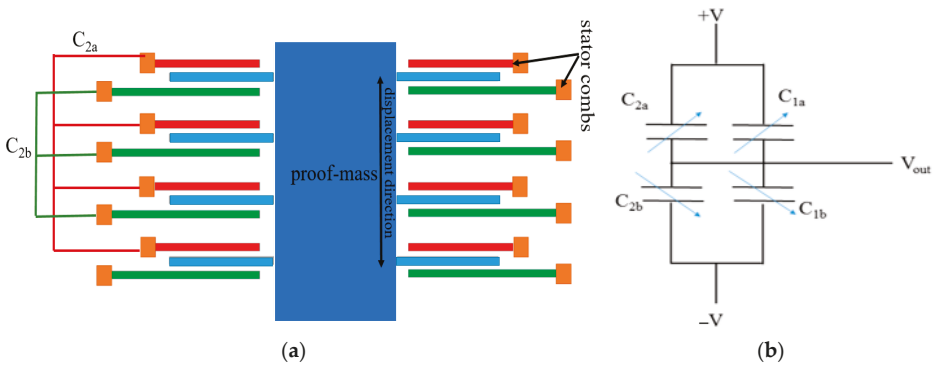 C2a
C2b
proof-mass
displacement direction
stator combs
(a)
+V
C2a
C1a
Vout
C2b
C1b
–V
(b)